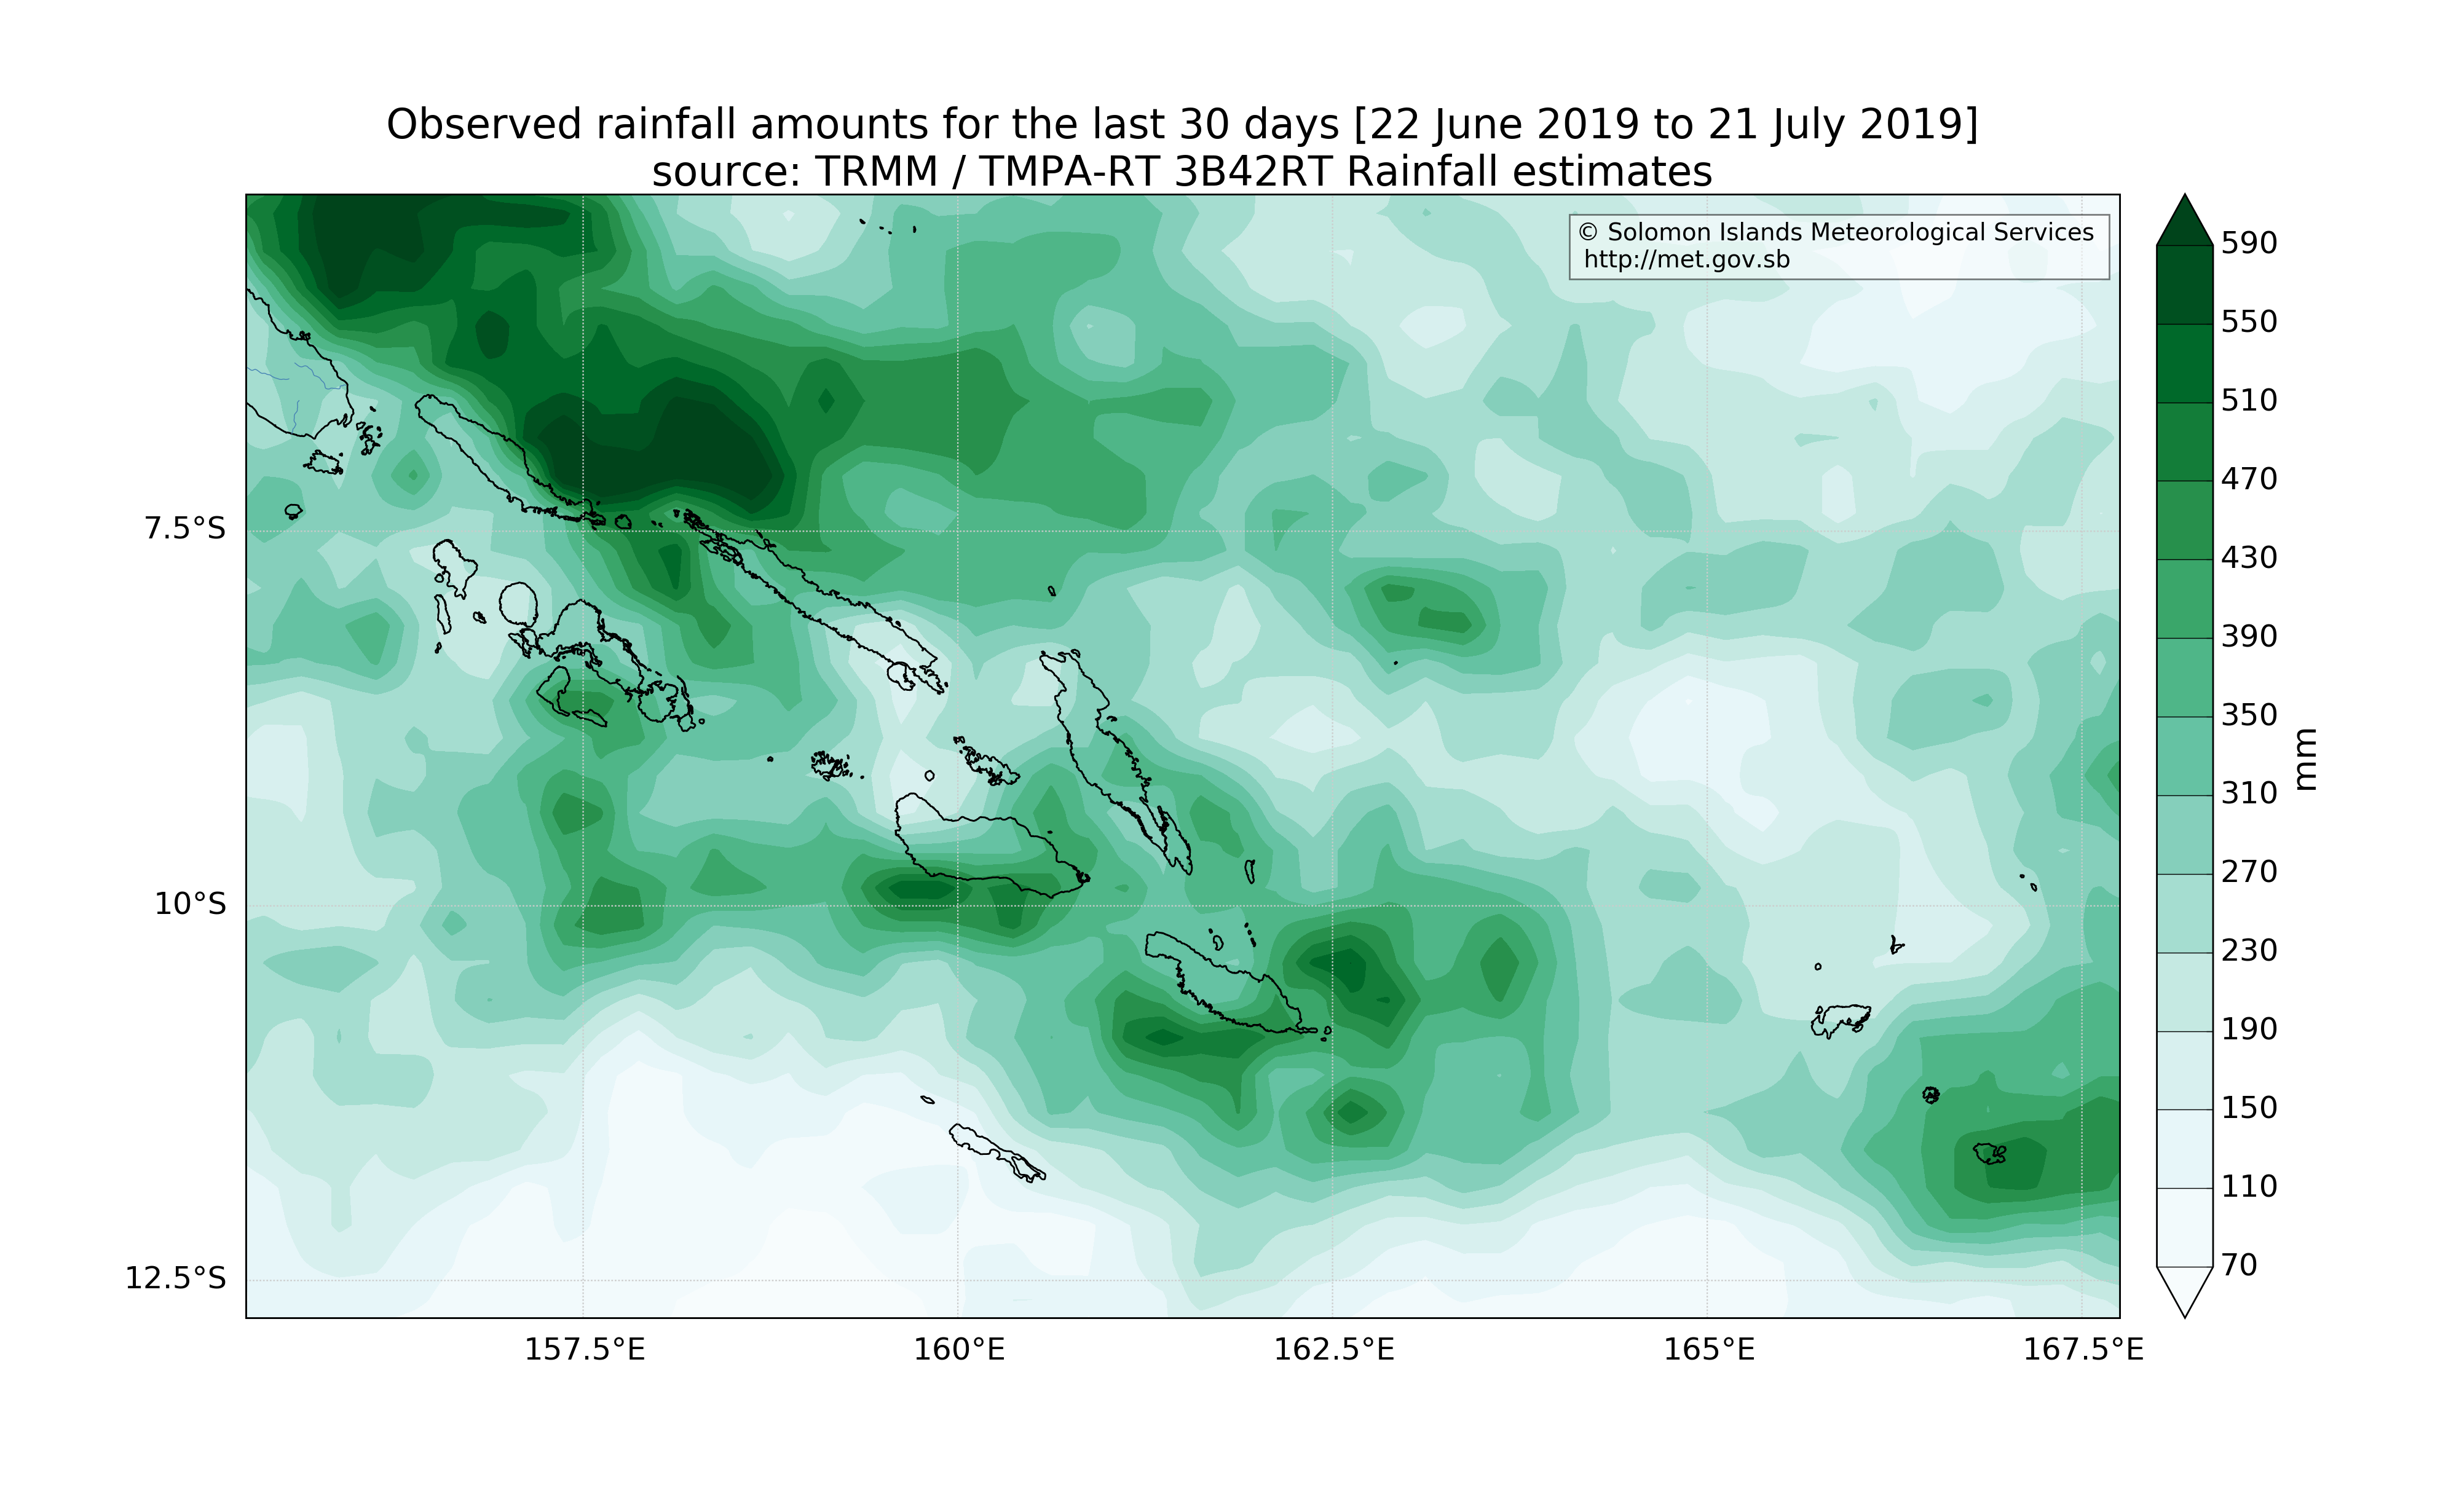 Observed rainfall amounts for the last 30 days [22 June 2019 to 21 July 2019]
source: TRMM / TMPA-RT 3B42RT Rainfall estimates
© Solomon Islands Meteorological Services
http://met.gov.sb
590
550
510
470
430
390
350
310
270
230
190
150
110
70
mm
7.5°S
10°S
12.5°S
157.5°E
160°E
162.5°E
165°E
167.5°E